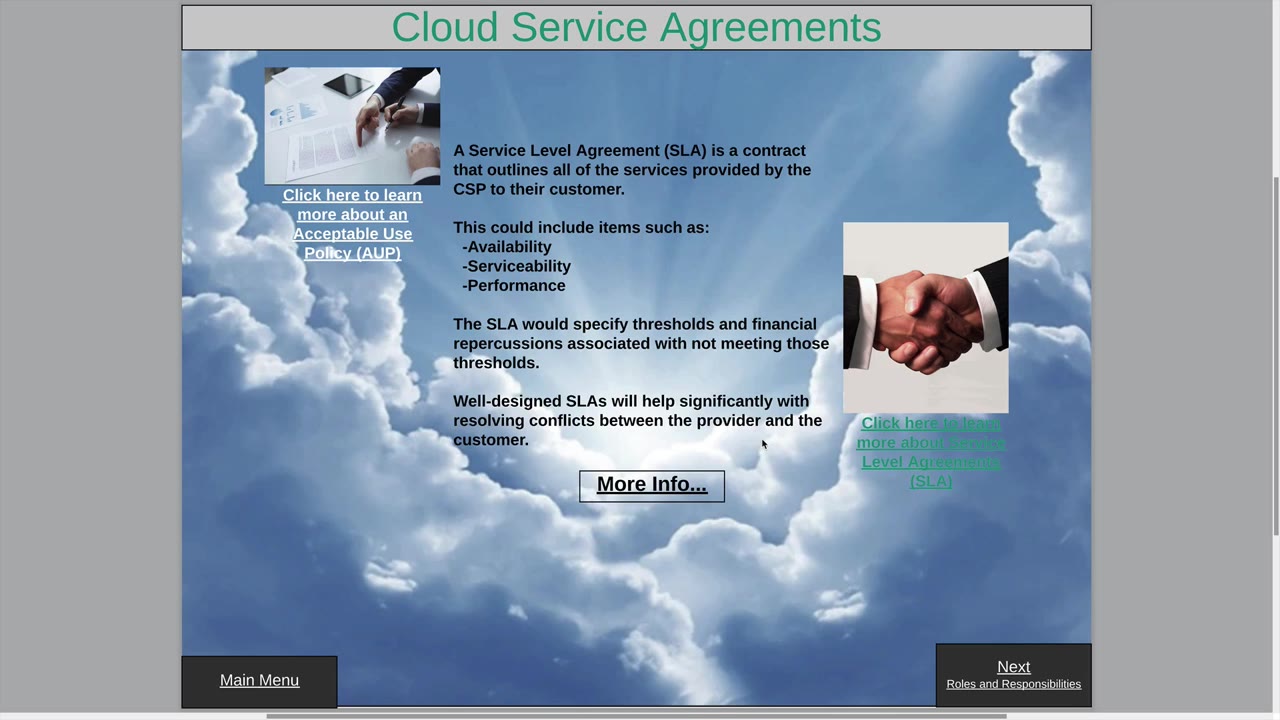 Cloud Service Agreements
Click here to learn
more about an
Acceptable Use
Policy (AUP)
A Service Level Agreement (SLA) is a contract
that outlines all of the services provided by the
CSP to their customer.
This could include items such as:
-Availability
-Serviceability
-Performance
The SLA would specify thresholds and financial
repercussions associated with not meeting those
thresholds.
Well-designed SLAs will help significantly with
resolving conflicts between the provider and the
customer.
More Info...
Click here to learn
more about Service
Level Agreements
(SLA)
Main Menu
Next
Roles and Responsibilities